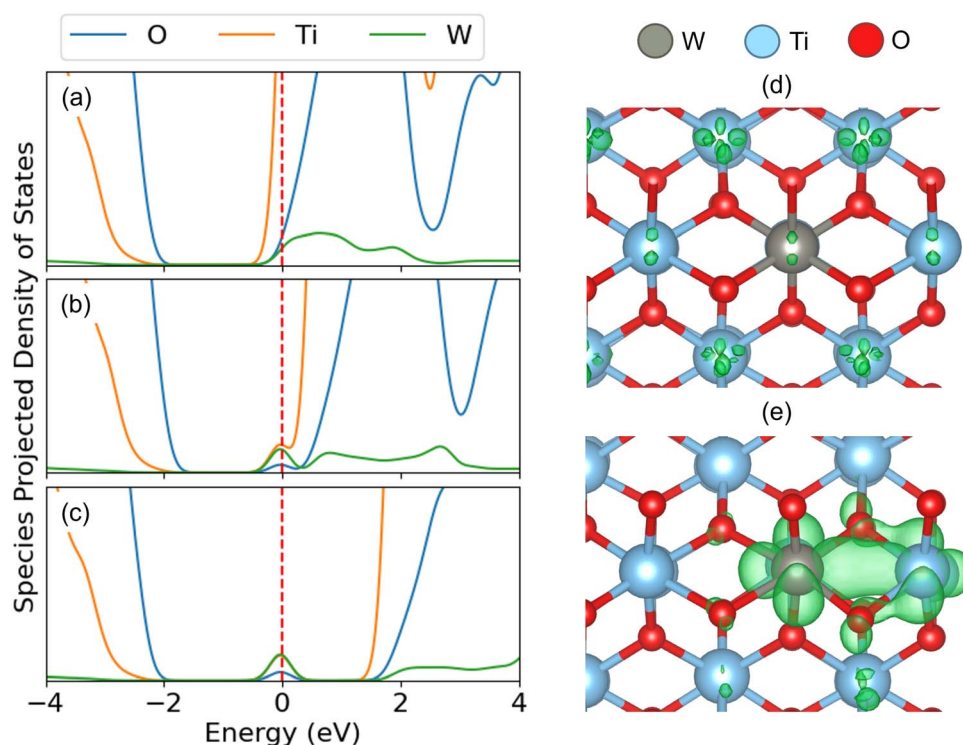 O Ti W
W Ti O
(a)
(b)
(c)
(d)
(e)
Species Projected Density of States
−4 −2 0 2 4
Energy (eV)